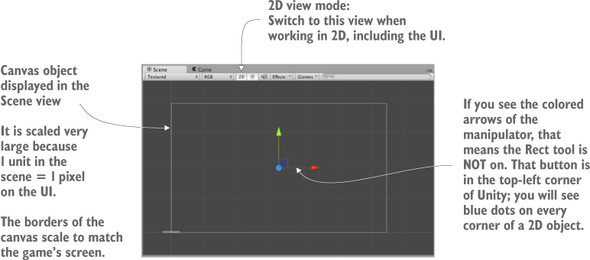 2D view mode:
Switch to this view when
working in 2D, including the UI.
Canvas object
displayed in the
Scene view
It is scaled very
large because
1 unit in the
scene = 1 pixel
on the UI.
The borders of the
canvas scale to match
the game's screen.
Scene
Game
Textured
RGB
2D
Effects
Gizmos
If you see the colored
arrows of the
manipulator, that
means the Rect tool is
NOT on. That button is
in the top-left corner
of Unity; you will see
blue dots on every
corner of a 2D object.